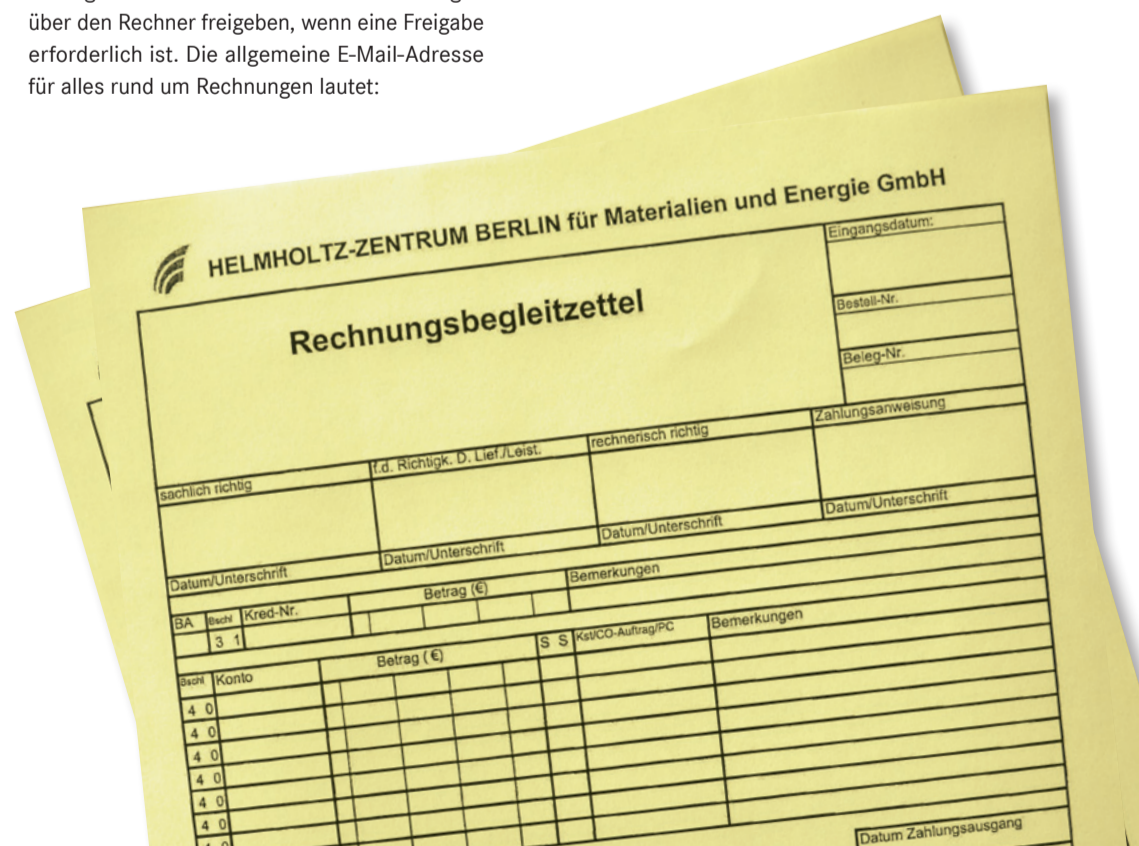 über den Rechner freigeben, wenn eine Freigabe
erforderlich ist. Die allgemeine E-Mail-Adresse
für alles rund um Rechnungen lautet:
HELMHOLTZ-ZENTRUM BERLIN für Materialien und Energie GmbH
Rechnungsbegleitzettel
Eingangsdatum:
Bestell-Nr.
Beleg-Nr.
sachlich richtig
f.d. Richtigk. D. Lief./Leist.
rechnerisch richtig
Zahlungsanweisung
Datum/Unterschrift
Datum/Unterschrift
Datum/Unterschrift
Datum/Unterschrift
BA
Bschl
Kred-Nr.
Betrag (€)
Bemerkungen
3 1
Bschl
Konto
Betrag (€)
S S
Kst/CO-Auftrag/PC
Bemerkungen
4 0
4 0
4 0
4 0
4 0
4 0
Datum Zahlungsausgang